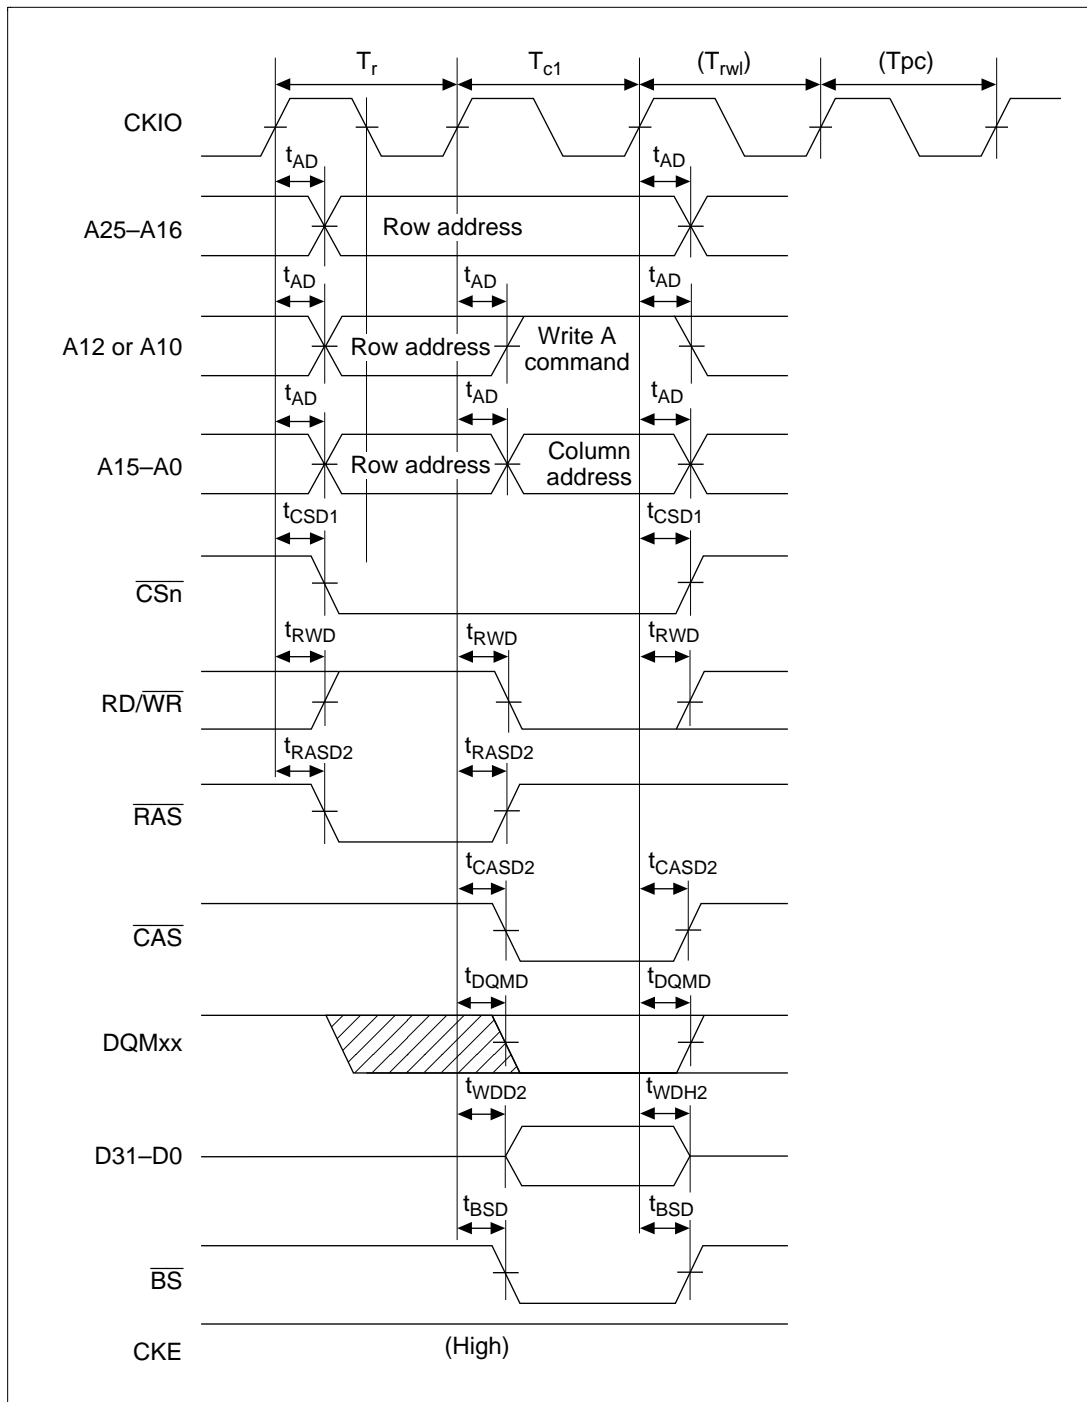 Tr Tc1 (Trwl) (Tpc)
CKIO
tAD tAD
A25–A16 Row address
tAD tAD tAD
A12 or A10 Row address Write A command
tAD tAD tAD
A15–A0 Row address Column address
tCSD1 tCSD1
CSn
tRWD tRWD tRWD
RD/WR
tRASD2 tRASD2
RAS
tCASD2 tCASD2
CAS
tDQMD tDQMD
DQMxx
tWDD2 tWDH2
D31–D0
tBSD tBSD
BS
CKE (High)